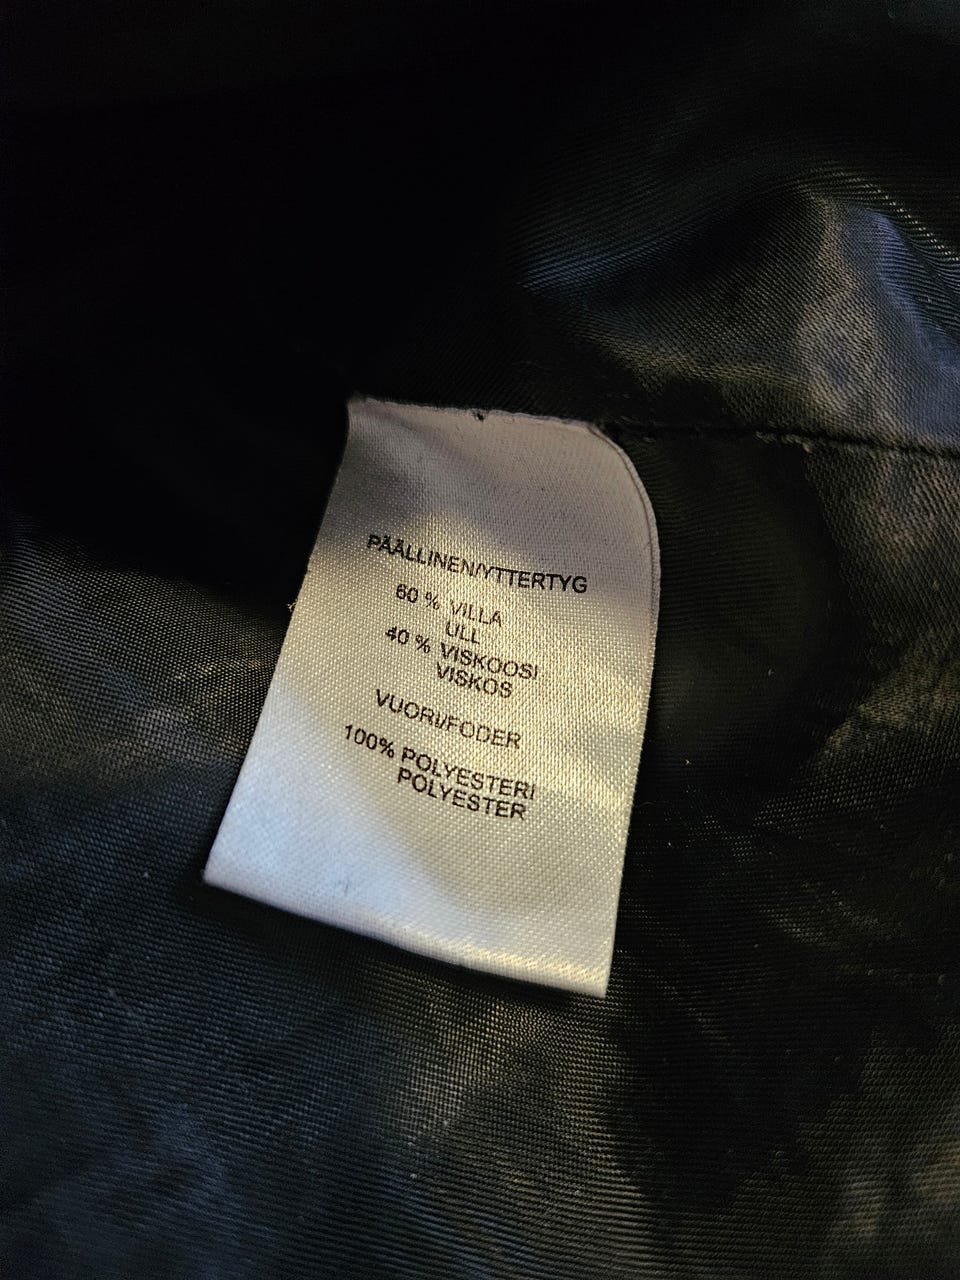 PÄÄLLINEN/YTTERTYG
60 % VILLA
ULL
40 % VISKOOSI
VISKOS
VUORI/FODER
100% POLYESTERI
POLYESTER